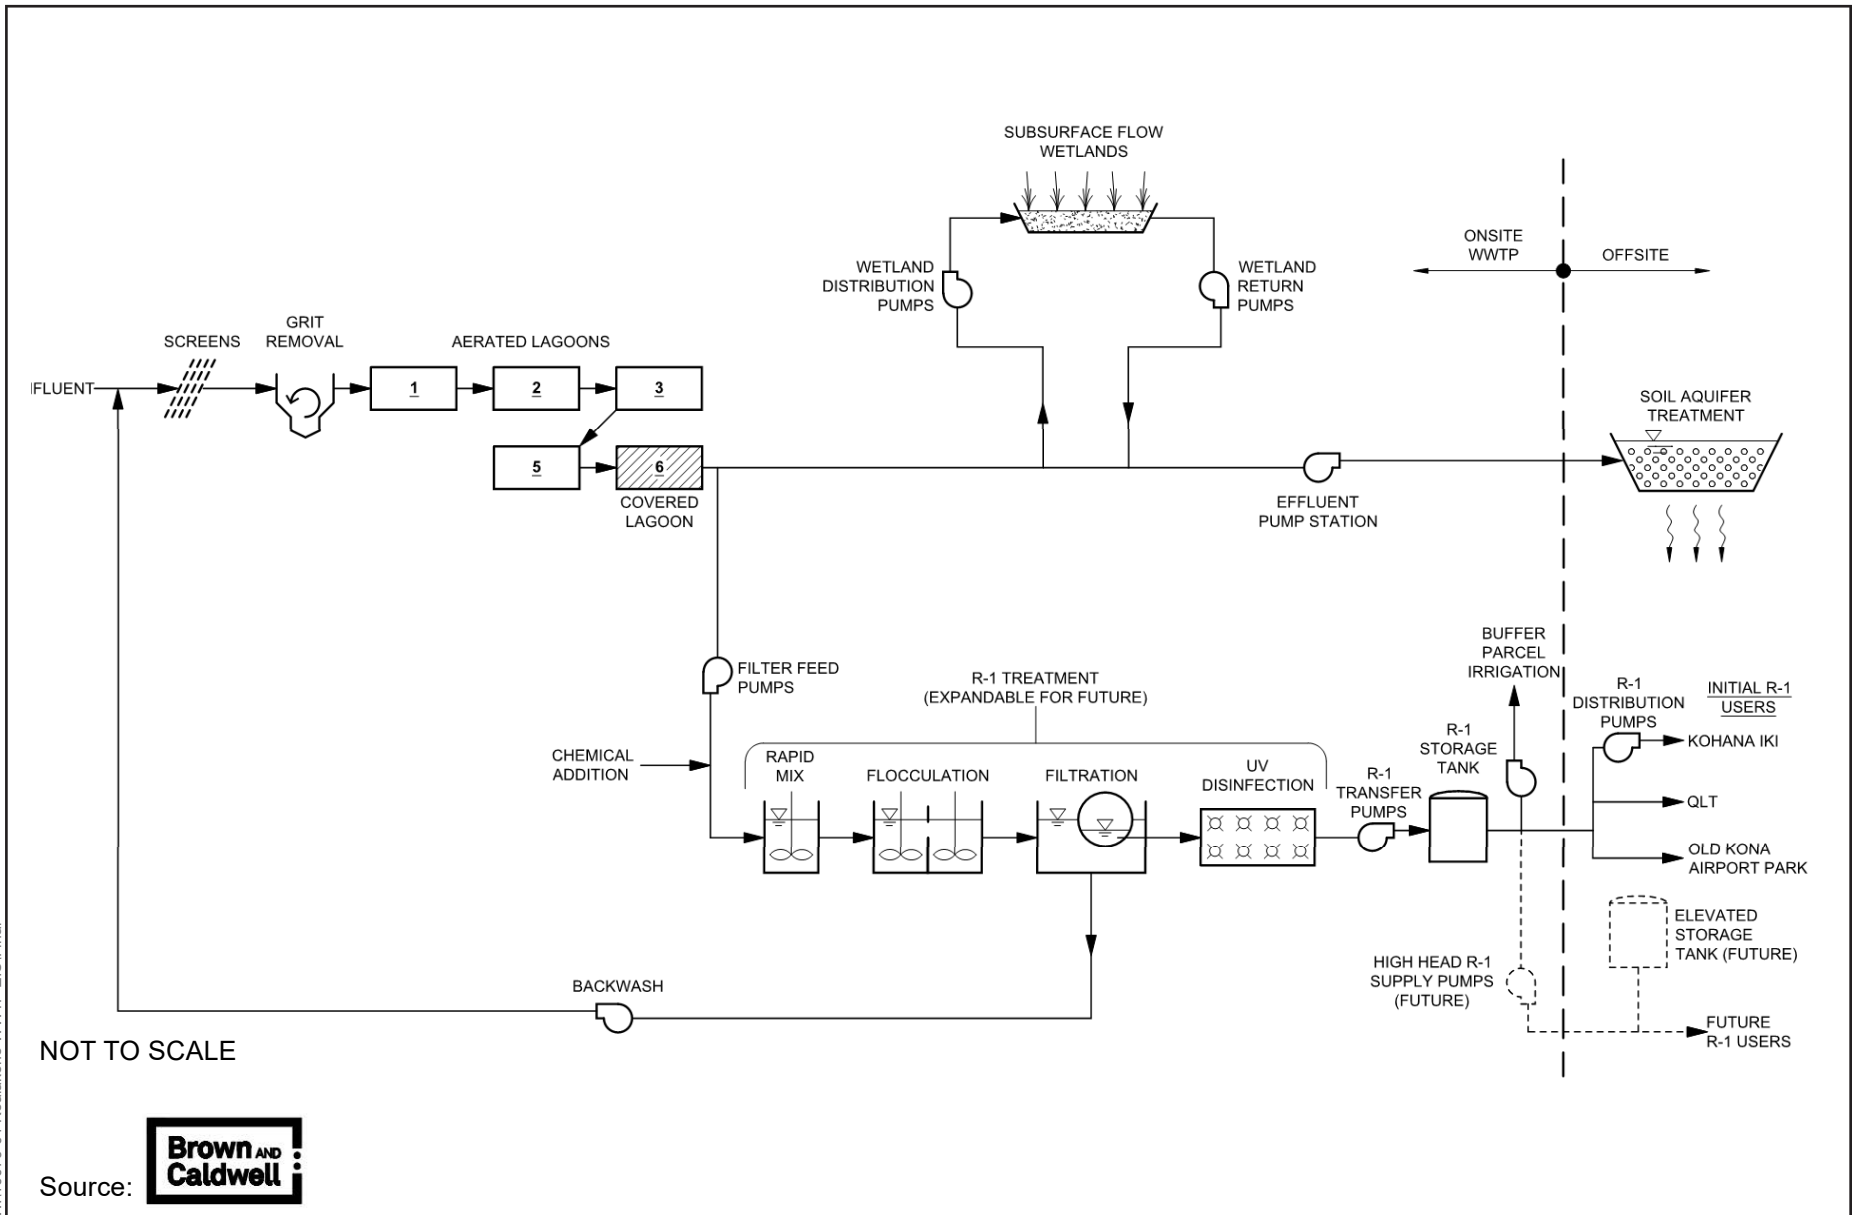 SUBSURFACE FLOW
WETLANDS
ONSITE
WWTP
OFFSITE
WETLAND
DISTRIBUTION
PUMPS
WETLAND
RETURN
PUMPS
SCREENS
GRIT
REMOVAL
AERATED LAGOONS
FLUENT
1
2
3
5
6
COVERED
LAGOON
SOIL AQUIFER
TREATMENT
EFFLUENT
PUMP STATION
FILTER FEED
PUMPS
R-1 TREATMENT
(EXPANDABLE FOR FUTURE)
BUFFER
PARCEL
IRRIGATION
R-1
DISTRIBUTION
PUMPS
INITIAL R-1
USERS
KOHANA IKI
QLT
OLD KONA
AIRPORT PARK
CHEMICAL
ADDITION
RAPID
MIX
FLOCCULATION
FILTRATION
UV
DISINFECTION
R-1
TRANSFER
PUMPS
R-1
STORAGE
TANK
ELEVATED
STORAGE
TANK (FUTURE)
HIGH HEAD R-1
SUPPLY PUMPS
(FUTURE)
FUTURE
R-1 USERS
BACKWASH
NOT TO SCALE
Source:
Brown AND
Caldwell